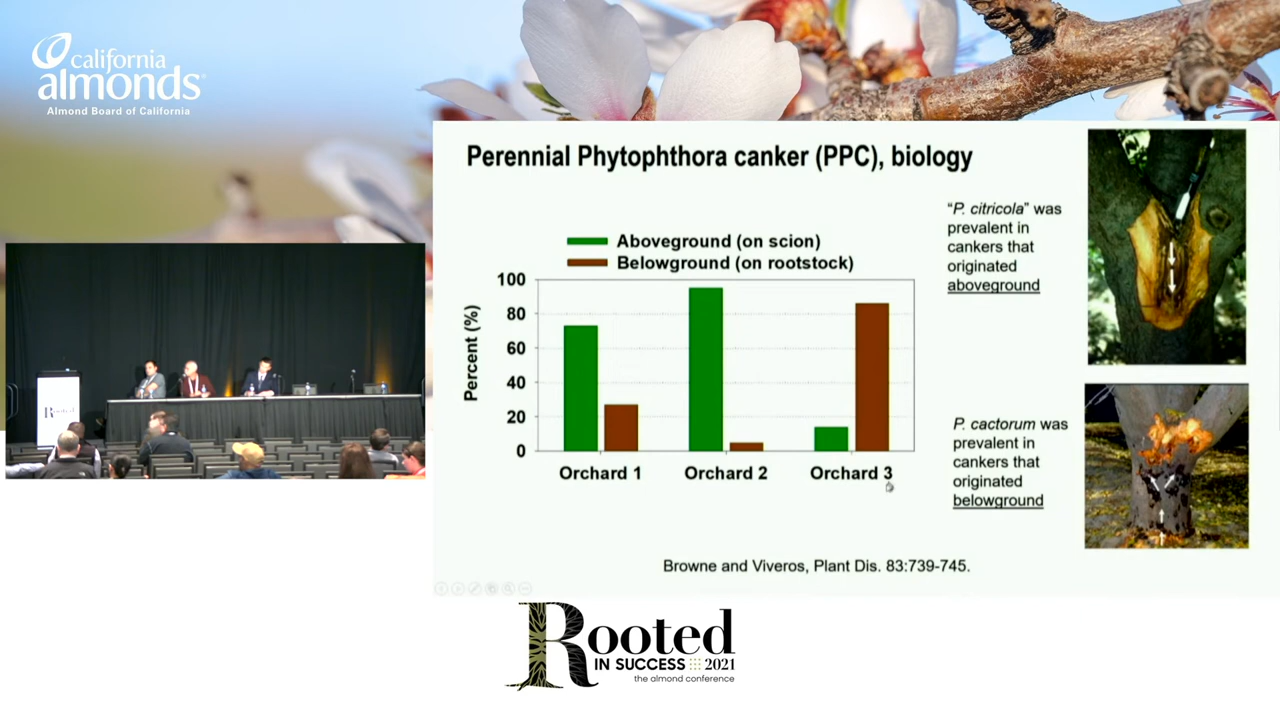 california
almonds
Almond Board of California
Perennial Phytophthora canker (PPC), biology
Aboveground (on scion)
Belowground (on rootstock)
Percent (%)
100
80
60
40
20
0
Orchard 1
Orchard 2
Orchard 3
"P. citricola" was
prevalent in
cankers that
originated
aboveground
P. cactorum was
prevalent in
cankers that
originated
belowground
Browne and Viveros, Plant Dis. 83:739-745.
Rooted
Rooted
IN SUCCESS 2021
the almond conference